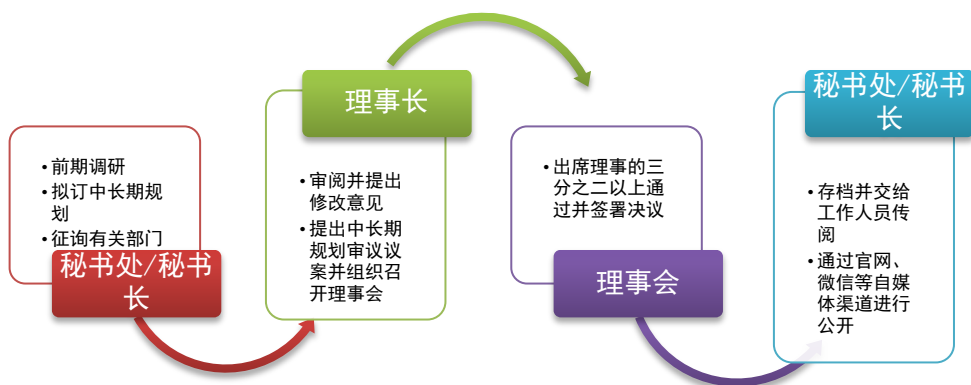 •前期调研
•拟订中长期规
划
•征询有关部门
秘书处/秘书
长
理事长
•审阅并提出
修改意见
•提出中长期
规划审议议
案并组织召
开理事会
•出席理事的三
分之二以上通
过并签署决议
理事会
秘书处/秘书
长
•存档并交给
工作人员传
阅
•通过官网、
微信等自媒
体渠道进行
公开